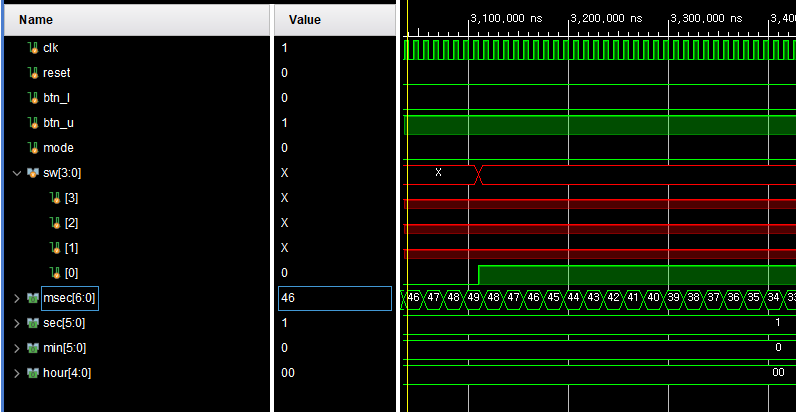 Name Value 3,100,000 ns 3,200,000 ns 3,300,000 ns 3,40
clk 1
reset 0
btn_l 0
btn_u 1
mode 0
sw[3:0] X X
[3] X
[2] X
[1] X
[0] 0
msec[6:0] 46 46 47 48 49 48 47 46 45 44 43 42 41 40 39 38 37 36 35 34 33
sec[5:0] 1 1
min[5:0] 0 0
hour[4:0] 00 00